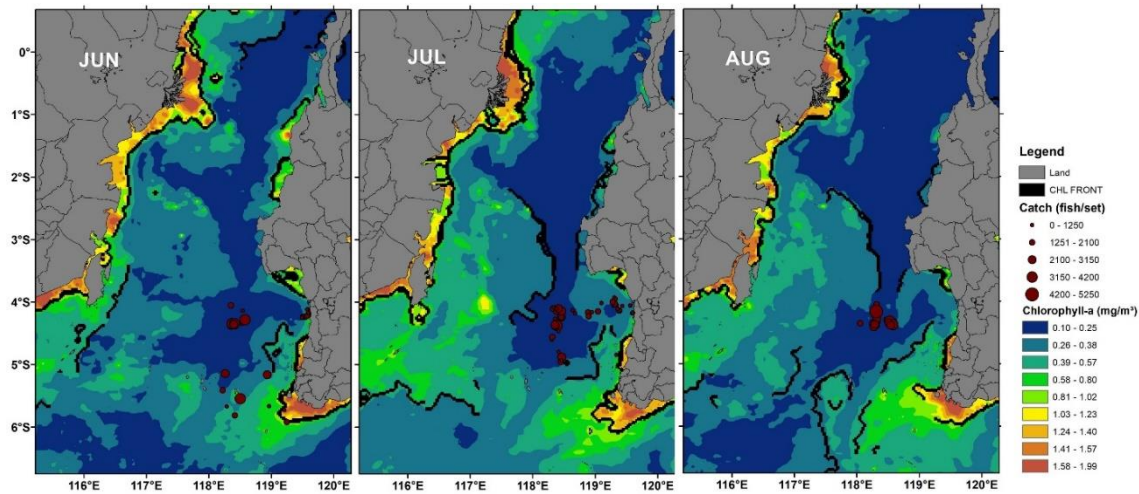 JUN
JUL
AUG
0°
1°S
2°S
3°S
4°S
5°S
6°S
116°E 117°E 118°E 119°E 120°E
116°E 117°E 118°E 119°E 120°E
116°E 117°E 118°E 119°E 120°E
Legend
Land
CHL FRONT
Catch (fish/set)
0 - 1250
1251 - 2100
2100 - 3150
3150 - 4200
4200 - 5250
Chlorophyll-a (mg/m³)
0.10 - 0.25
0.26 - 0.38
0.39 - 0.57
0.58 - 0.80
0.81 - 1.02
1.03 - 1.23
1.24 - 1.40
1.41 - 1.57
1.58 - 1.99